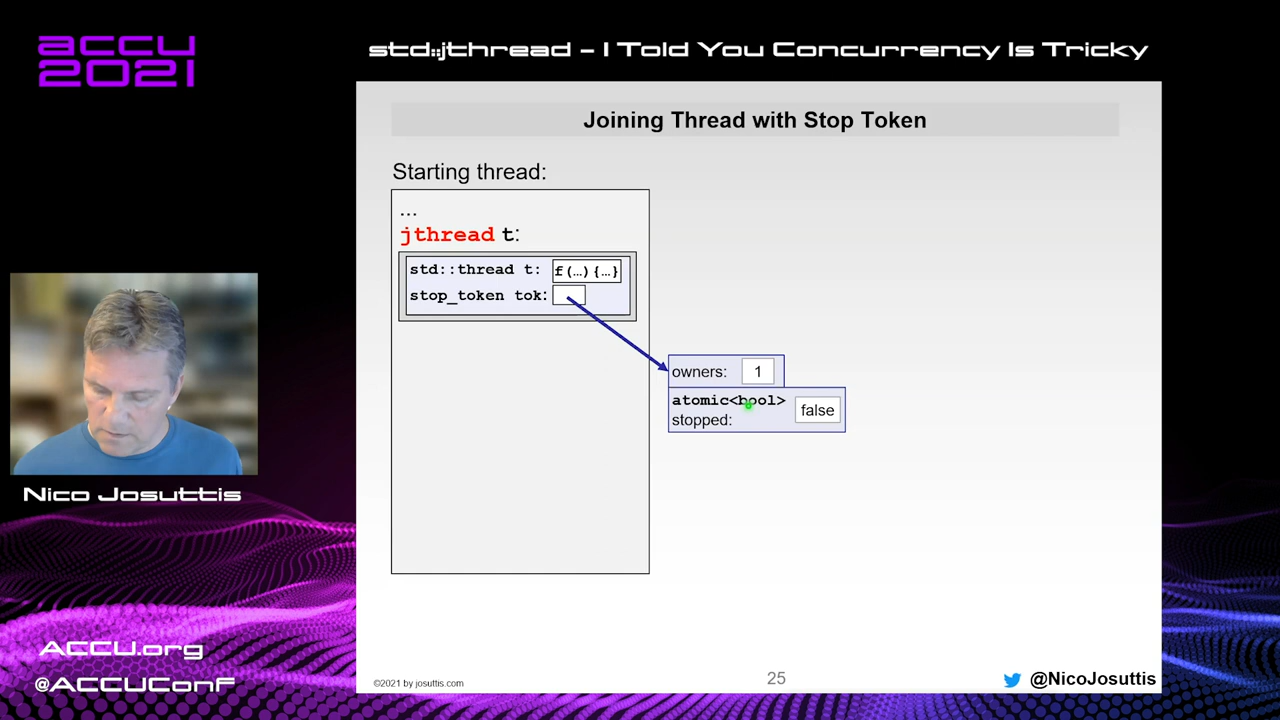 accu
2021
std::jthread – I Told You Concurrency Is Tricky
Joining Thread with Stop Token
Starting thread:
...
jthread t:
std::thread t: f(…){…}
stop_token tok:
owners: 1
atomic<bool>
stopped: false
Nico Josuttis
ACCU.org
@ACCUConf
©2021 by josuttis.com
25
@NicoJosuttis